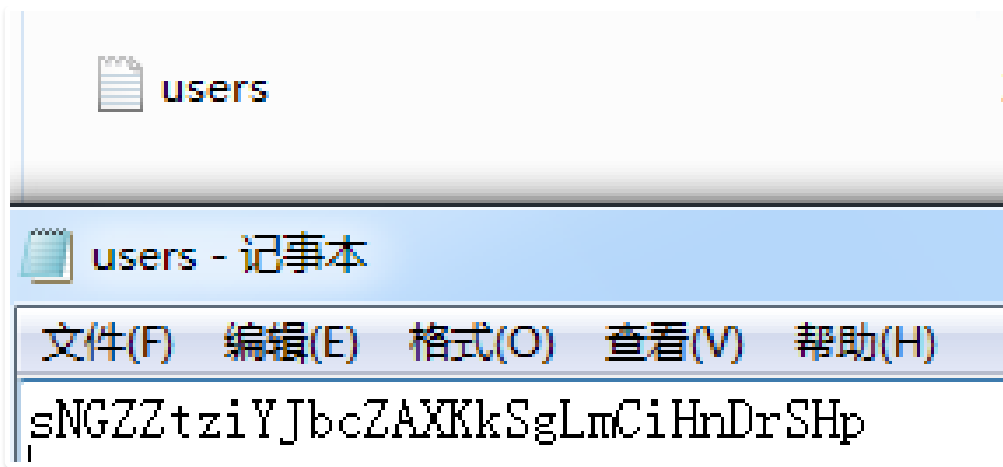 users
users - 记事本
文件(F) 编辑(E) 格式(O) 查看(V) 帮助(H)
sNGZZtziYJbcZAXKkSgLmCiHnDrSHp